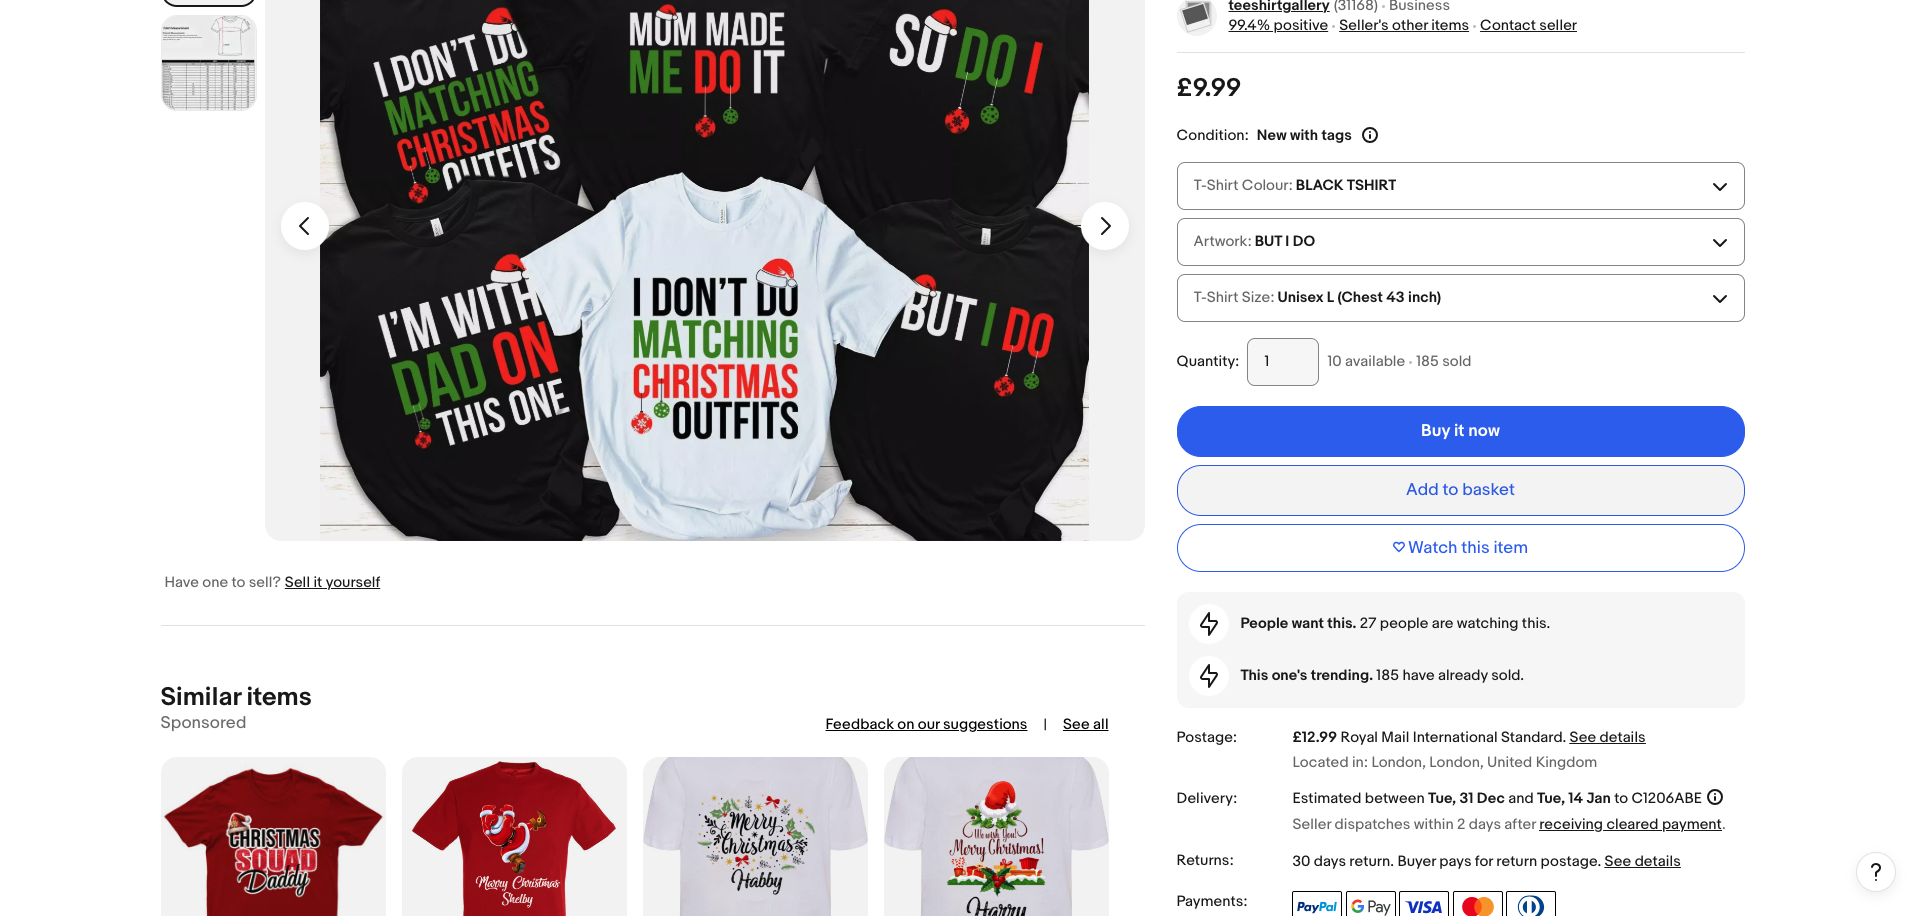 I DON'T DO
MATCHING
CHRISTMAS
OUTFITS
MOM MADE
ME DO IT
SO DO I
I'M WITH
DAD ON
THIS ONE
I DON'T DO
MATCHING
CHRISTMAS
OUTFITS
BUT I DO
Have one to sell? Sell it yourself
teeshirtgallery (31168) · Business
99.4% positive · Seller's other items · Contact seller
£9.99
Condition: New with tags
T-Shirt Colour: BLACK TSHIRT
Artwork: BUT I DO
T-Shirt Size: Unisex L (Chest 43 inch)
Quantity: 1 10 available · 185 sold
Buy it now
Add to basket
Watch this item
People want this. 27 people are watching this.
This one's trending. 185 have already sold.
Postage: £12.99 Royal Mail International Standard. See details
Located in: London, London, United Kingdom
Delivery: Estimated between Tue, 31 Dec and Tue, 14 Jan to C1206ABE
Seller dispatches within 2 days after receiving cleared payment.
Returns: 30 days return. Buyer pays for return postage. See details
Payments: PayPal G Pay VISA
Similar items
Sponsored
Feedback on our suggestions | See all
CHRISTMAS
SQUAD
Daddy
Marry Christmas
Shelby
Merry
Christmas
Habby
We wish You!
Merry Christmas!
Harry
?